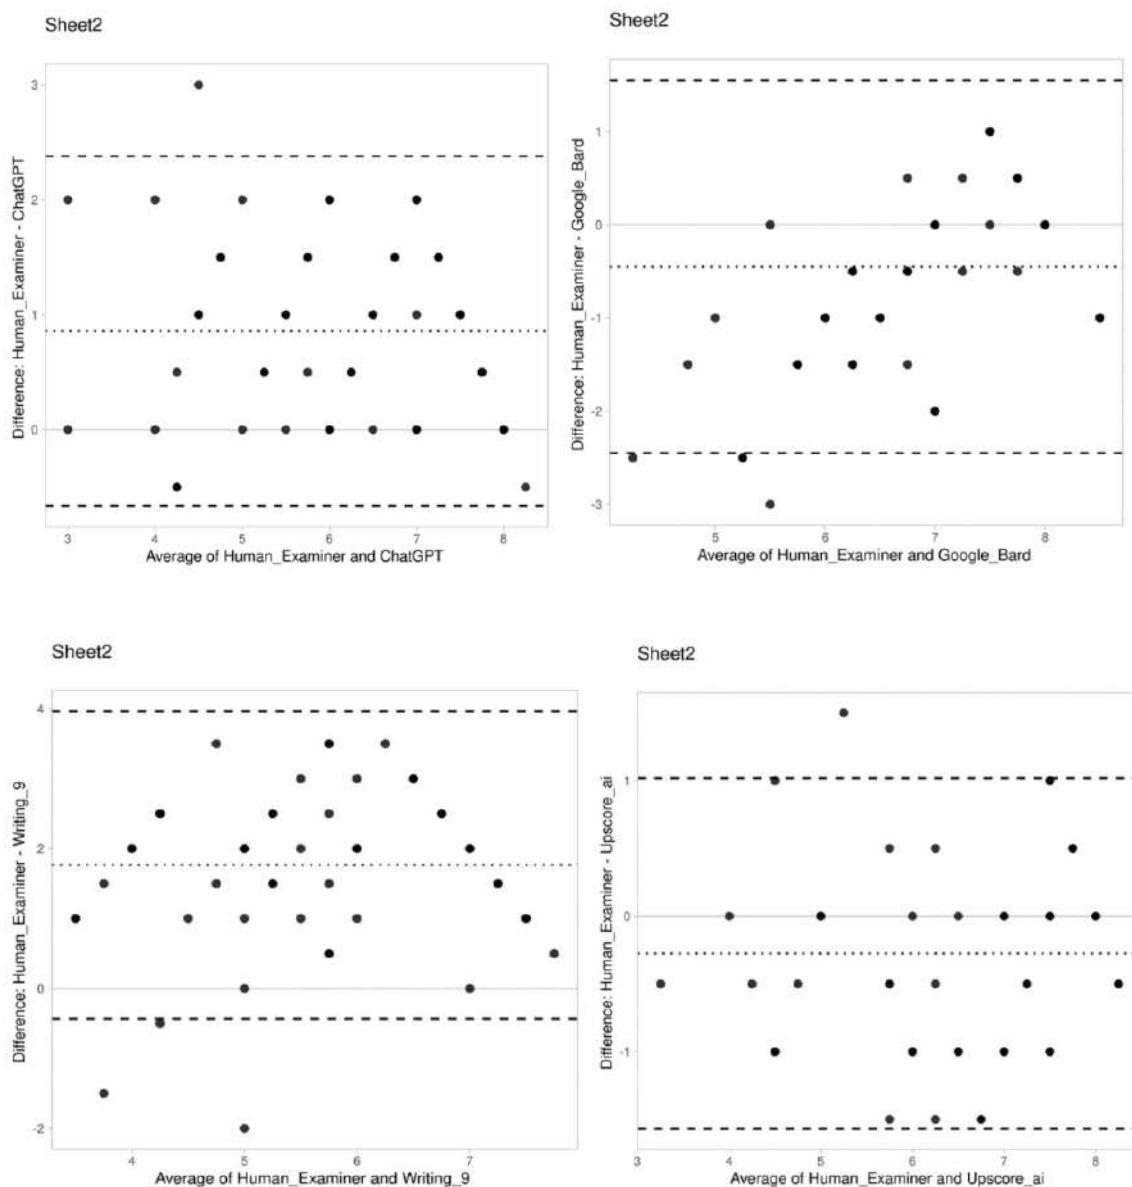 Sheet2
3
2
1
0
Difference: Human_Examiner - ChatGPT
3 4 5 6 7 8
Average of Human_Examiner and ChatGPT
Sheet2
1
0
-1
-2
-3
Difference: Human_Examiner - Google_Bard
5 6 7 8
Average of Human_Examiner and Google_Bard
Sheet2
4
2
0
-2
Difference: Human_Examiner - Writing_9
4 5 6 7
Average of Human_Examiner and Writing_9
Sheet2
1
0
-1
Difference: Human_Examiner - Upscore_ai
3 4 5 6 7 8
Average of Human_Examiner and Upscore_ai